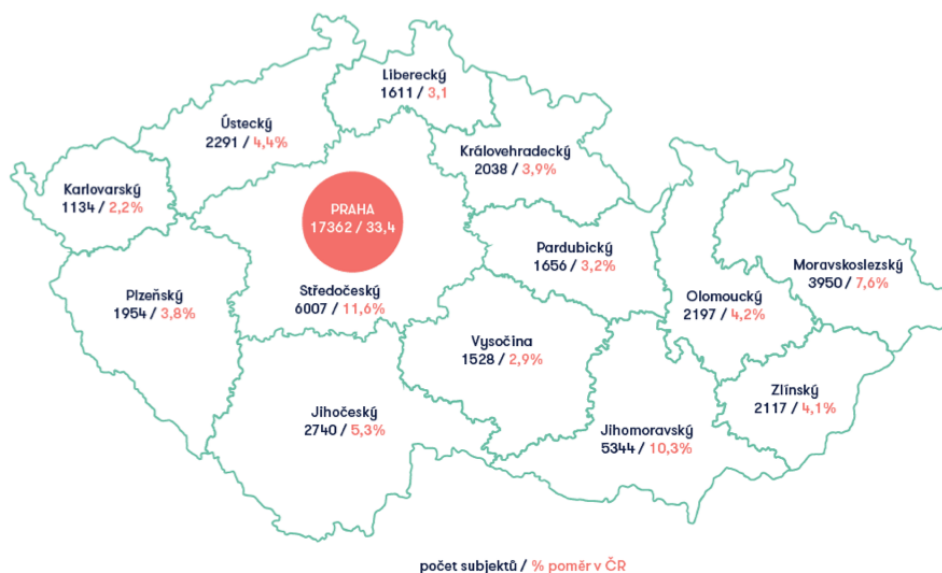 Liberecký
1611 / 3,1
Ústecký
2291 / 4,4%
Královehradecký
2038 / 3,9%
Karlovarský
1134 / 2,2%
PRAHA
17362 / 33,4
Pardubický
1656 / 3,2%
Moravskoslezský
3950 / 7,6%
Plzeňský
1954 / 3,8%
Středočeský
6007 / 11,6%
Olomoucký
2197 / 4,2%
Vysočina
1528 / 2,9%
Zlínský
2117 / 4,1%
Jihočeský
2740 / 5,3%
Jihomoravský
5344 / 10,3%
počet subjektů / % poměr v ČR